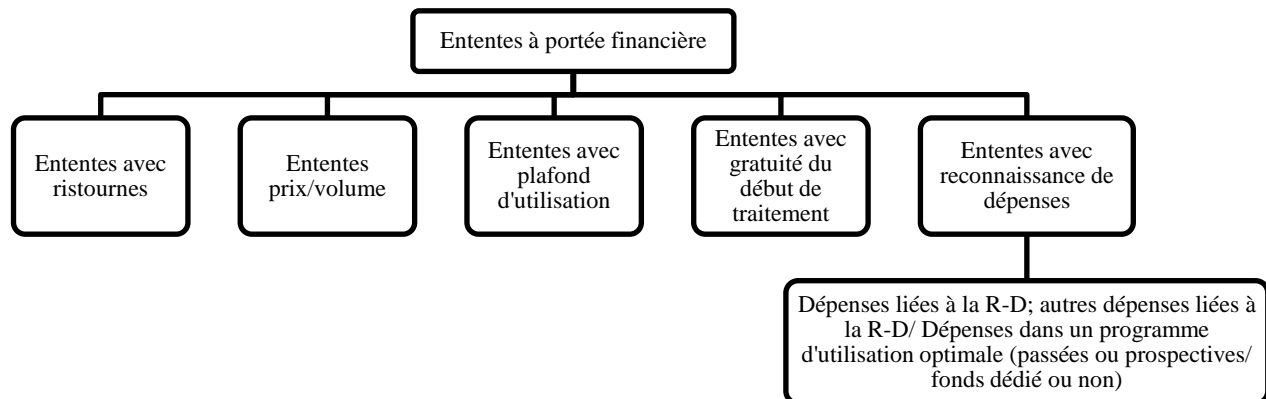 Ententes à portée financière
Ententes avec
ristournes
Ententes
prix/volume
Ententes avec
plafond
d'utilisation
Ententes avec
gratuité du
début de
traitement
Ententes avec
reconnaissance de
dépenses
Dépenses liées à la R-D; autres dépenses liées à
la R-D/ Dépenses dans un programme
d'utilisation optimale (passées ou prospectives/
fonds dédié ou non)